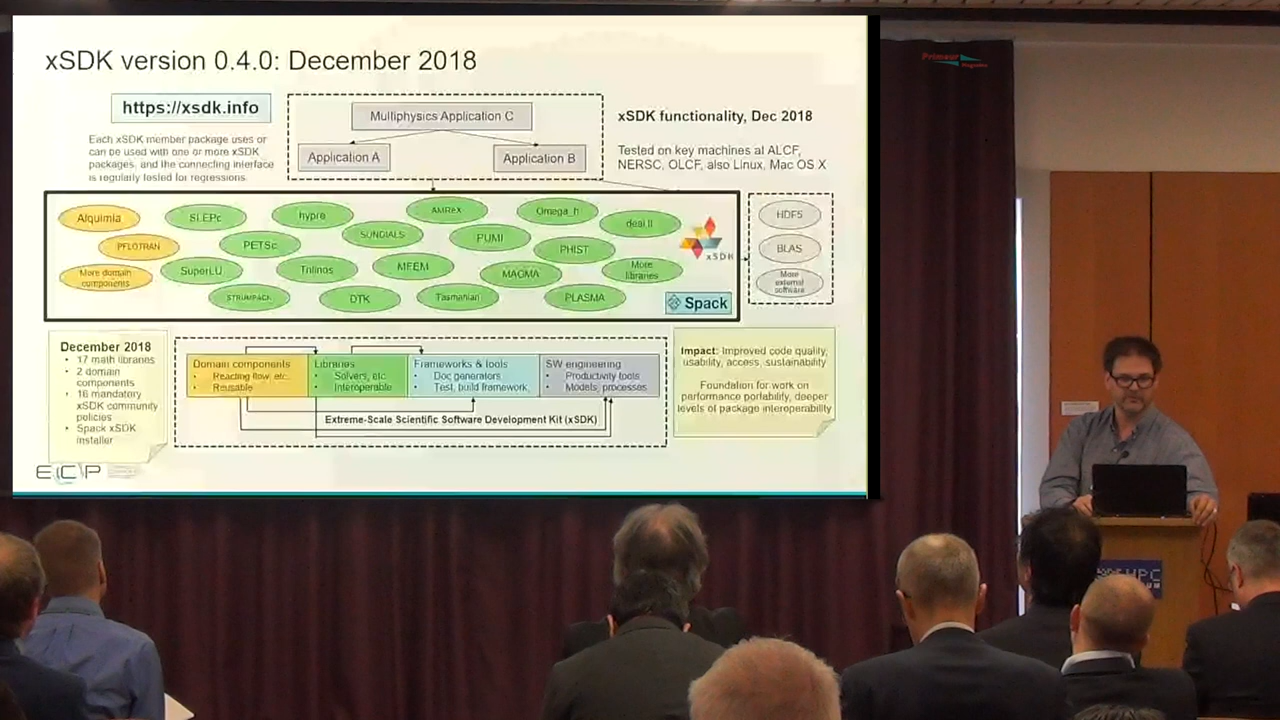 xSDK version 0.4.0: December 2018
https://xsdk.info
Each xSDK member package uses or
can be used with one or more xSDK
packages, and the connecting interface
is regularly tested for regressions.
Multiphysics Application C
Application A
Application B
xSDK functionality, Dec 2018
Tested on key machines at ALCF,
NERSC, OLCF, also Linux, Mac OS X
Alquimia
SLEPc
hypre
AMReX
Omega_h
deal.II
PFLOTRAN
PETSc
SUNDIALS
PUMI
PHIST
xSDK
More domain
components
SuperLU
Trilinos
MFEM
MAGMA
More
libraries
STRUMPACK
DTK
Tasmanian
PLASMA
Spack
HDF5
BLAS
More
external
software
December 2018
• 17 math libraries
• 2 domain
components
• 16 mandatory
xSDK community
policies
• Spack xSDK
installer
Domain components
• Reacting flow, etc.
• Reusable
Libraries
• Solvers, etc.
• Interoperable
Frameworks & tools
• Doc generators
• Test, build framework
SW engineering
• Productivity tools
• Models, processes
Extreme-Scale Scientific Software Development Kit (xSDK)
Impact: Improved code quality,
usability, access, sustainability
Foundation for work on
performance portability, deeper
levels of package interoperability
ECP
Primeur
Magazine
HPC